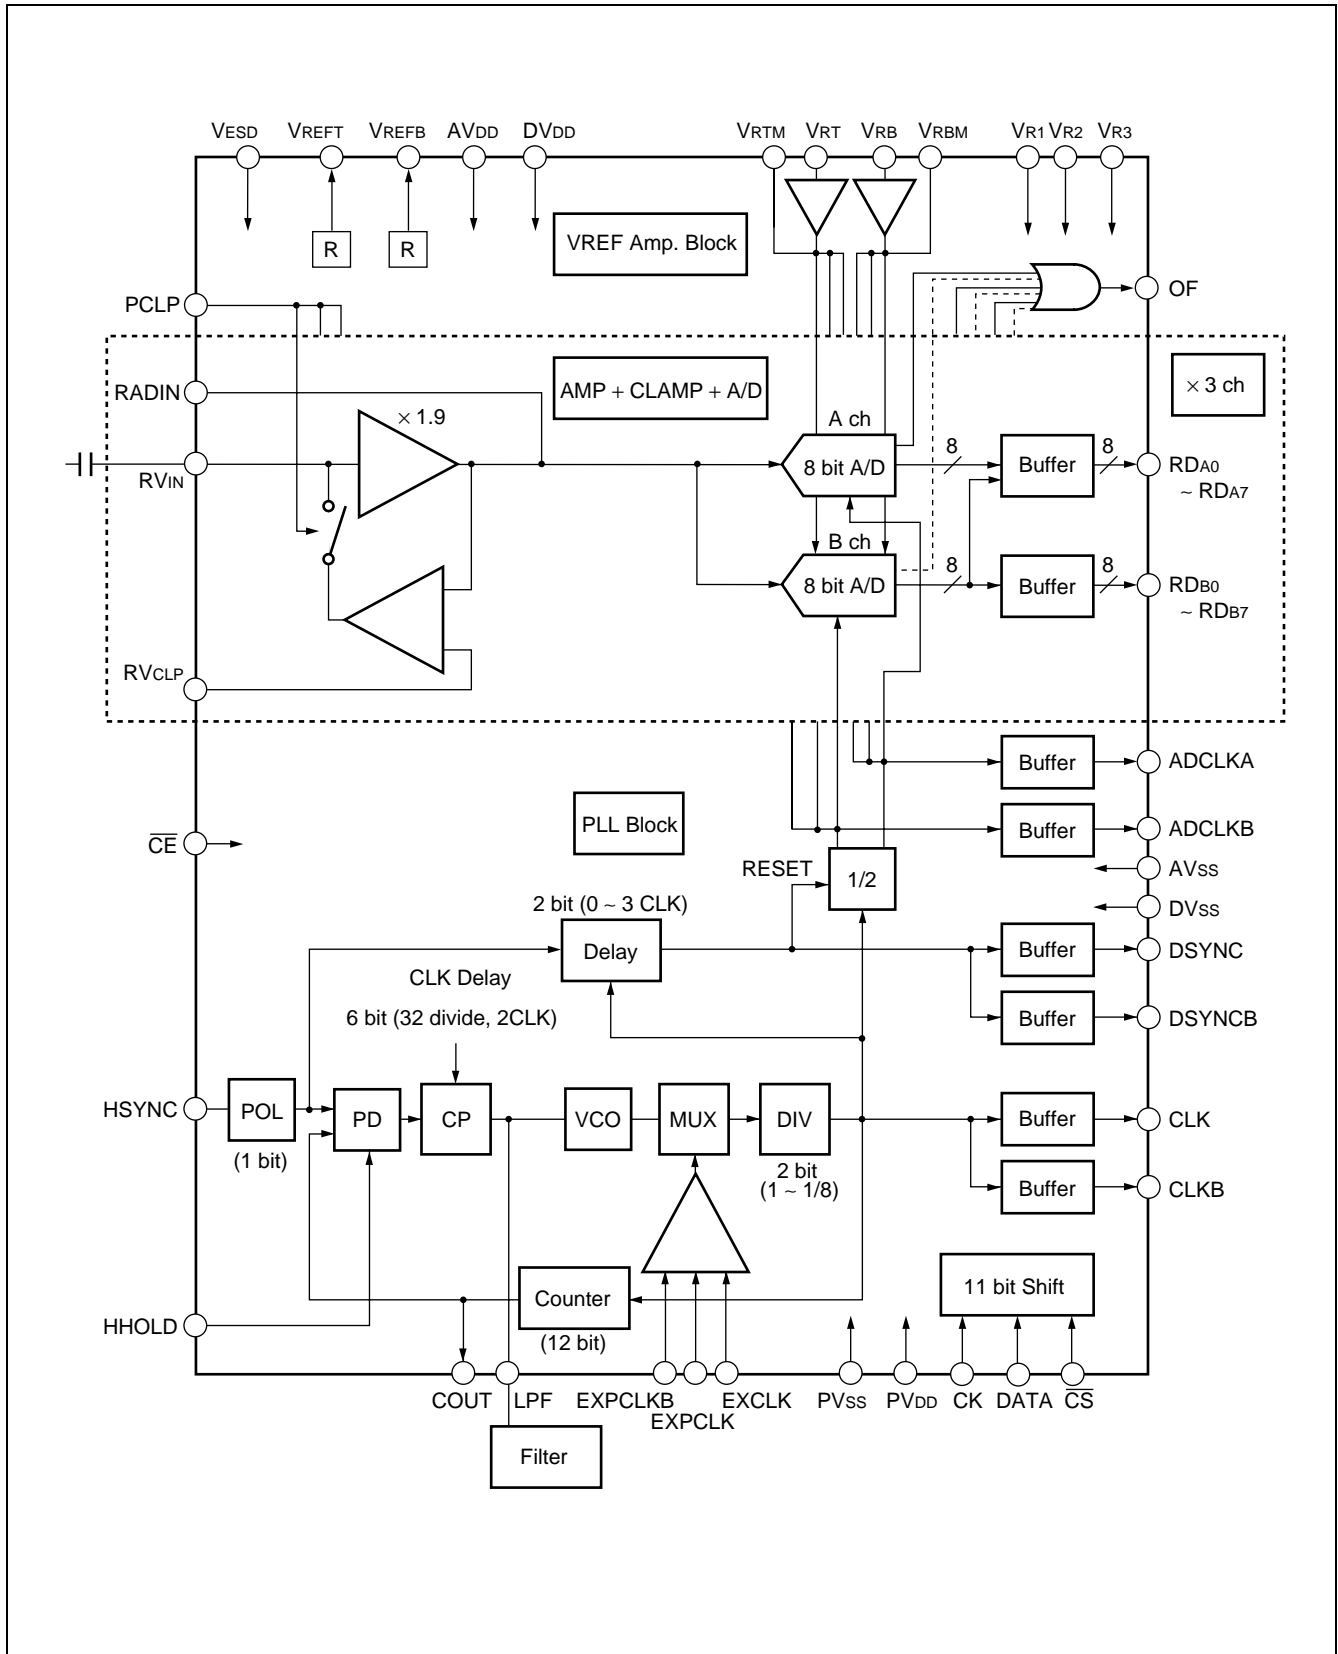 VESD VREFT VREFB AVDD DVDD VRTM VRT VRB VRBM VR1 VR2 VR3
R R
VREF Amp. Block
PCLP
OF
RADIN
AMP + CLAMP + A/D
× 3 ch
× 1.9
A ch
RVIN
8 bit A/D
8
Buffer
8
RDA0
~ RDA7
B ch
8 bit A/D
8
Buffer
8
RDB0
~ RDB7
RVCLP
Buffer
ADCLKA
PLL Block
Buffer
ADCLKB
CE
RESET
1/2
AVSS
DVSS
2 bit (0 ~ 3 CLK)
Delay
Buffer
DSYNC
CLK Delay
6 bit (32 divide, 2CLK)
Buffer
DSYNCB
HSYNC
POL
(1 bit)
PD
CP
VCO
MUX
DIV
2 bit
(1 ~ 1/8)
Buffer
CLK
Buffer
CLKB
11 bit Shift
Counter
(12 bit)
HHOLD
COUT LPF EXPCLKB EXPCLK EXCLK PVSS PVDD CK DATA CS
Filter